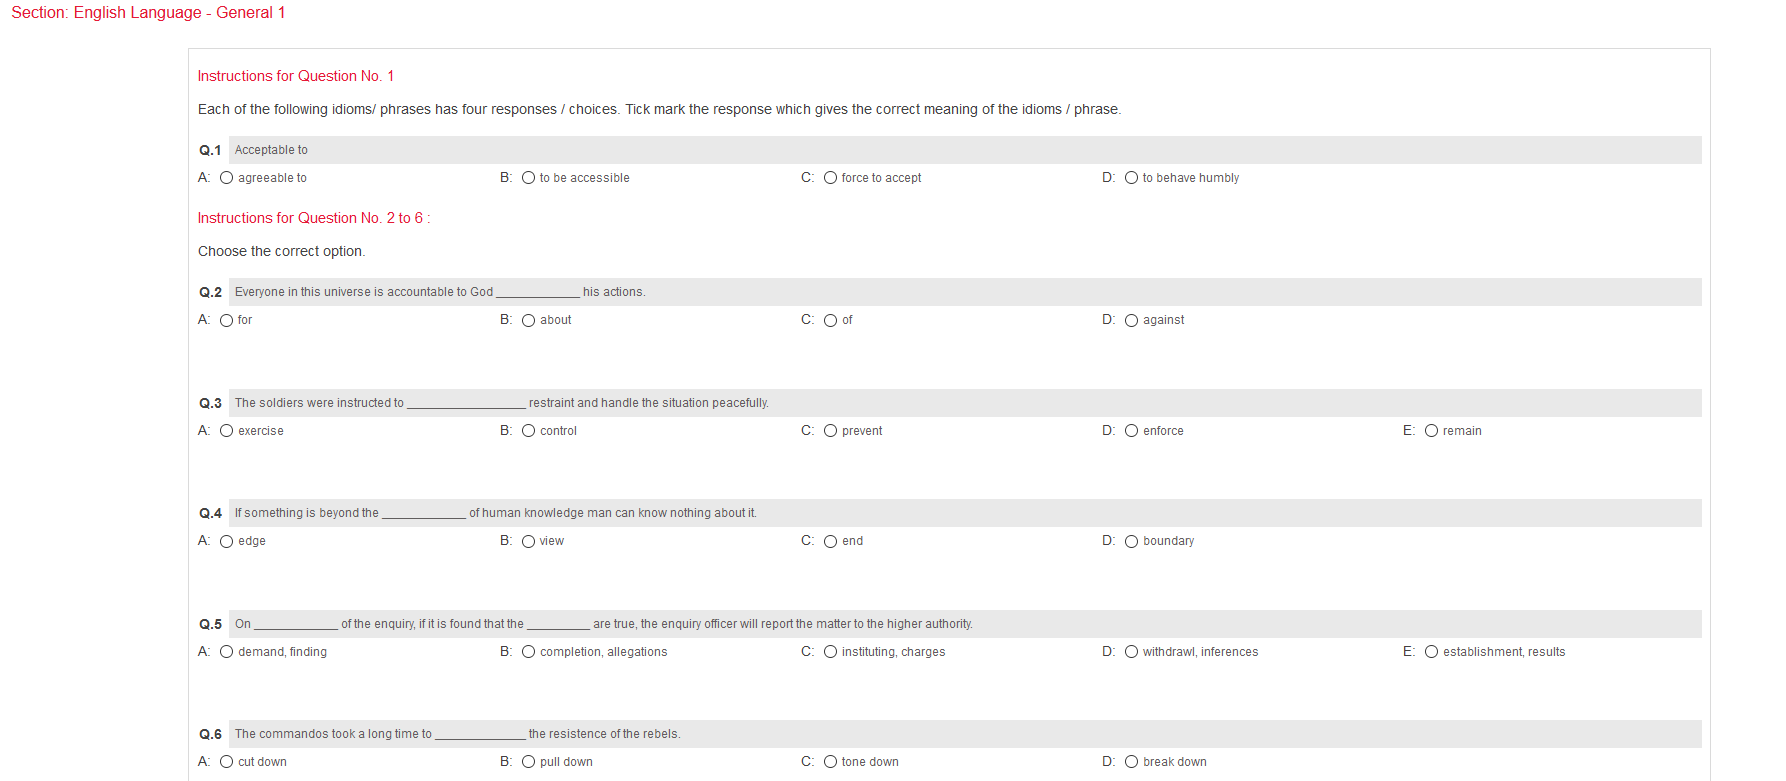 Section: English Language - General 1
Instructions for Question No. 1
Each of the following idioms/ phrases has four responses / choices. Tick mark the response which gives the correct meaning of the idioms / phrase.
Q.1 Acceptable to
A: agreeable to B: to be accessible C: force to accept D: to behave humbly
Instructions for Question No. 2 to 6 :
Choose the correct option.
Q.2 Everyone in this universe is accountable to God ____________ his actions.
A: for B: about C: of D: against
Q.3 The soldiers were instructed to _________________ restraint and handle the situation peacefully.
A: exercise B: control C: prevent D: enforce E: remain
Q.4 If something is beyond the ____________ of human knowledge man can know nothing about it.
A: edge B: view C: end D: boundary
Q.5 On ____________ of the enquiry, if it is found that the _________ are true, the enquiry officer will report the matter to the higher authority.
A: demand, finding B: completion, allegations C: instituting, charges D: withdrawl, inferences E: establishment, results
Q.6 The commandos took a long time to _____________ the resistence of the rebels.
A: cut down B: pull down C: tone down D: break down